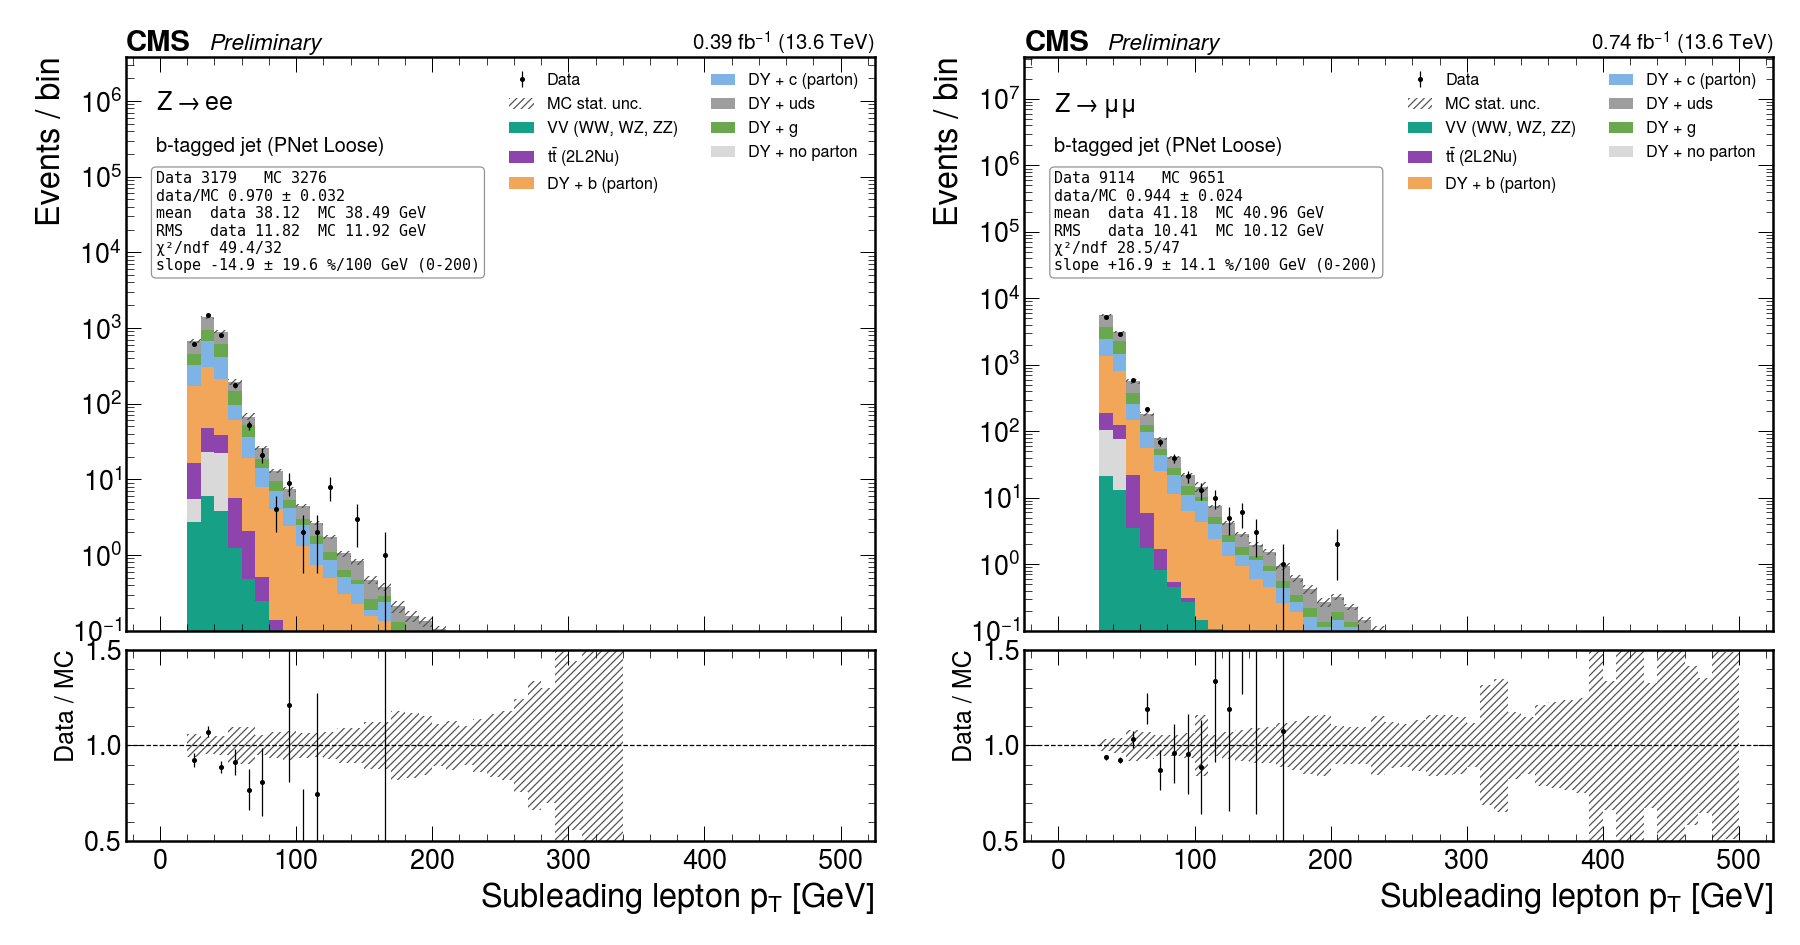 CMS Preliminary 0.39 fb⁻¹ (13.6 TeV)
Events / bin
Z → ee
b-tagged jet (PNet Loose)
Data 3179 MC 3276
data/MC 0.970 ± 0.032
mean data 38.12 MC 38.49 GeV
RMS data 11.82 MC 11.92 GeV
χ²/ndf 49.4/32
slope -14.9 ± 19.6 %/100 GeV (0-200)
Data
MC stat. unc.
VV (WW, WZ, ZZ)
tt̄ (2L2Nu)
DY + b (parton)
DY + c (parton)
DY + uds
DY + g
DY + no parton
10⁶
10⁵
10⁴
10³
10²
10¹
10⁰
10⁻¹
Data / MC
1.5
1.0
0.5
0 100 200 300 400 500
Subleading lepton pT [GeV]
CMS Preliminary 0.74 fb⁻¹ (13.6 TeV)
Events / bin
Z → μμ
b-tagged jet (PNet Loose)
Data 9114 MC 9651
data/MC 0.944 ± 0.024
mean data 41.18 MC 40.96 GeV
RMS data 10.41 MC 10.12 GeV
χ²/ndf 28.5/47
slope +16.9 ± 14.1 %/100 GeV (0-200)
Data
MC stat. unc.
VV (WW, WZ, ZZ)
tt̄ (2L2Nu)
DY + b (parton)
DY + c (parton)
DY + uds
DY + g
DY + no parton
10⁷
10⁶
10⁵
10⁴
10³
10²
10¹
10⁰
10⁻¹
Data / MC
1.5
1.0
0.5
0 100 200 300 400 500
Subleading lepton pT [GeV]